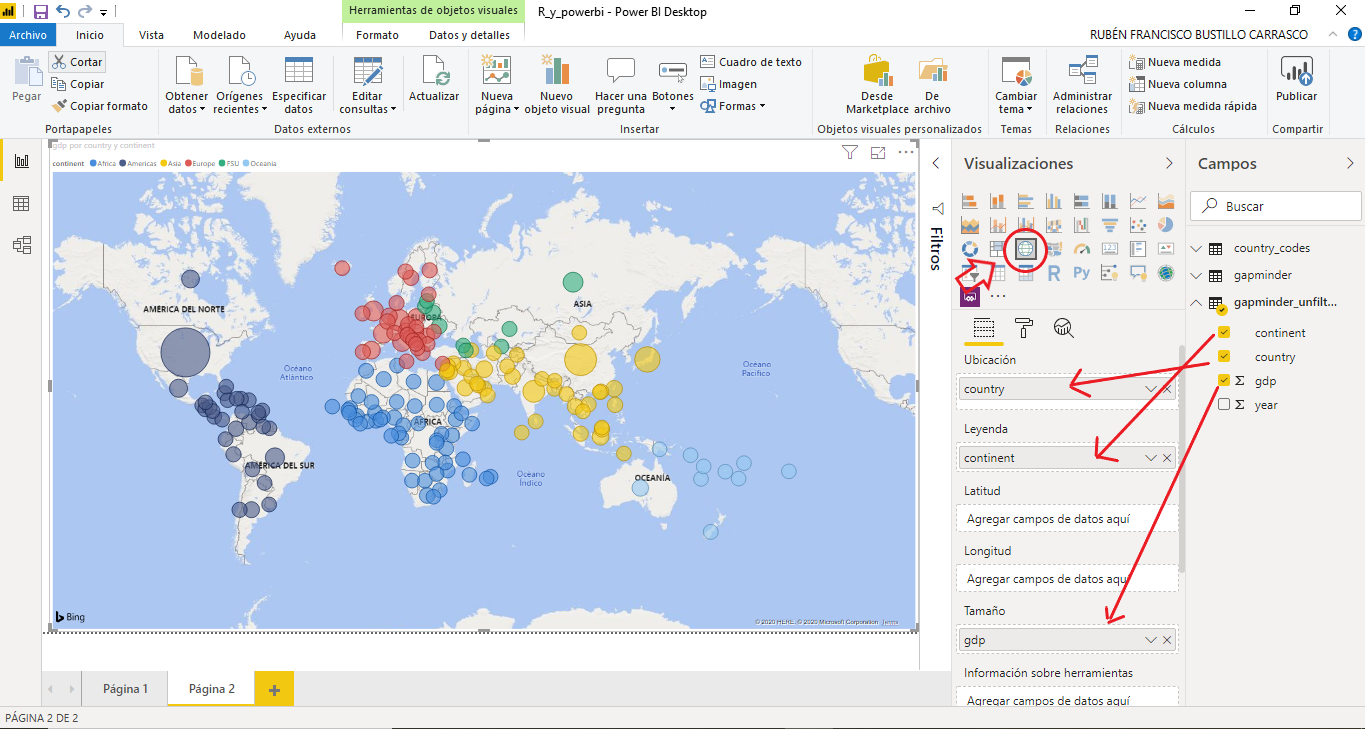 Herramientas de objetos visuales
R_y_powerbi - Power BI Desktop
Archivo
Inicio
Vista
Modelado
Ayuda
Formato
Datos y detalles
RUBÉN FRANCISCO BUSTILLO CARRASCO
Pegar
Cortar
Copiar
Copiar formato
Portapapeles
Obtener datos
Orígenes recientes
Especificar datos
Editar consultas
Actualizar
Datos externos
Nueva página
Nuevo objeto visual
Hacer una pregunta
Botones
Cuadro de texto
Imagen
Formas
Insertar
Desde Marketplace
De archivo
Objetos visuales personalizados
Cambiar tema
Temas
Administrar relaciones
Relaciones
Nueva medida
Nueva columna
Nueva medida rápida
Cálculos
Publicar
Compartir
gdp por country y continent
continent Africa Americas Asia Europe FSU Oceania
AMÉRICA DEL NORTE
EUROPA
ASIA
Océano
Atlántico
Océano
Pacífico
ÁFRICA
AMÉRICA DEL SUR
Océano
Índico
OCEANÍA
Bing
© 2020 HERE, © 2020 Microsoft Corporation Terms
Filtros
Visualizaciones
R
Py
Ubicación
country
Leyenda
continent
Latitud
Agregar campos de datos aquí
Longitud
Agregar campos de datos aquí
Tamaño
gdp
Información sobre herramientas
Agregar campos de datos aquí
Campos
Buscar
country_codes
gapminder
gapminder_unfilt...
continent
country
Σ gdp
Σ year
Página 1
Página 2
PÁGINA 2 DE 2